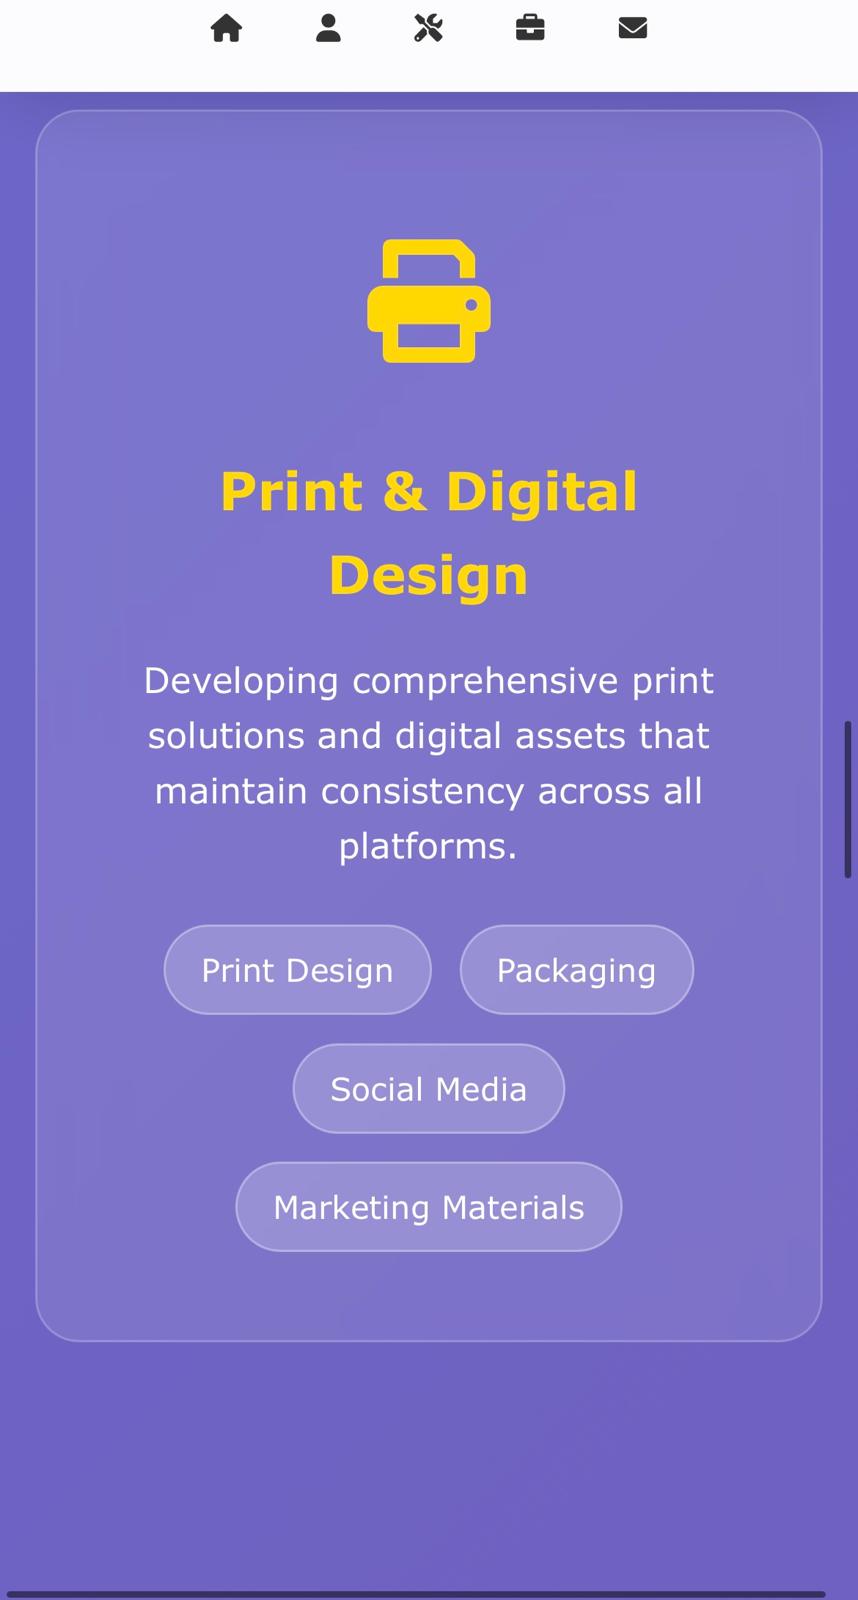 Print & Digital
Design
Developing comprehensive print
solutions and digital assets that
maintain consistency across all
platforms.
Print Design
Packaging
Social Media
Marketing Materials